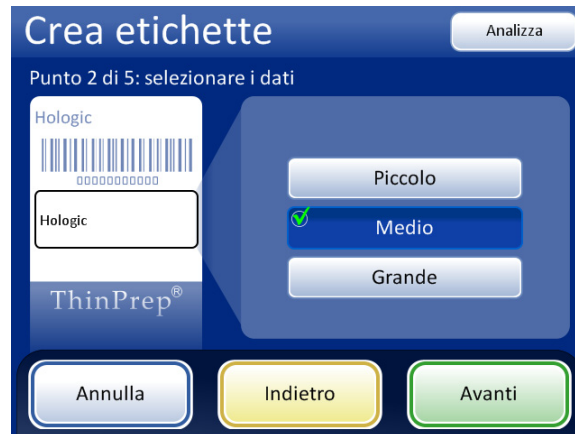 Crea etichette
Analizza
Punto 2 di 5: selezionare i dati
Hologic
00000000000
Hologic
ThinPrep®
Piccolo
Medio
Grande
Annulla
Indietro
Avanti